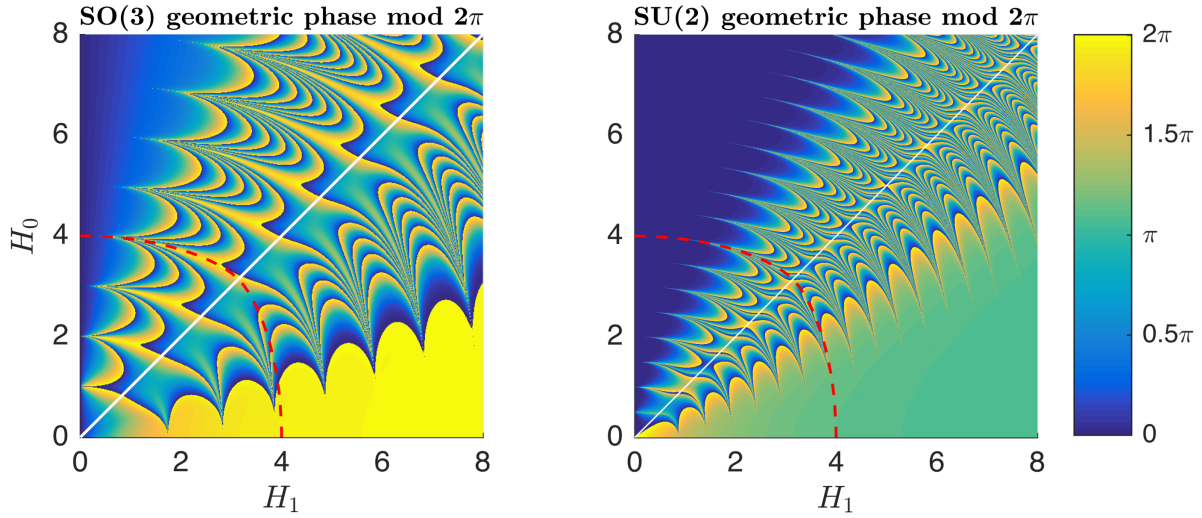 SO(3) geometric phase mod 2π
SU(2) geometric phase mod 2π
8
6
4
2
0
H₀
0 2 4 6 8
H₁
8
6
4
2
0
0 2 4 6 8
H₁
2π
1.5π
π
0.5π
0